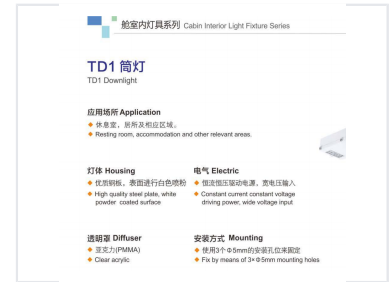 舱室内灯具系列 Cabin Interior Light Fixture Series
TD1 筒灯
TD1 Downlight
应用场所 Application
◆ 休息室，居所及相应区域。
◆ Resting room, accommodation and other relevant areas.
灯体 Housing
◆ 优质钢板，表面进行白色喷粉
◆ High quality steel plate, white
powder coated surface
电气 Electric
◆ 恒流恒压驱动电源，宽电压输入
◆ Constant current constant voltage
driving power, wide voltage input
透明罩 Diffuser
◆ 亚克力(PMMA)
◆ Clear acrylic
安装方式 Mounting
◆ 使用3个Φ5mm的安装孔位来固定
◆ Fix by means of 3×Φ5mm mounting holes